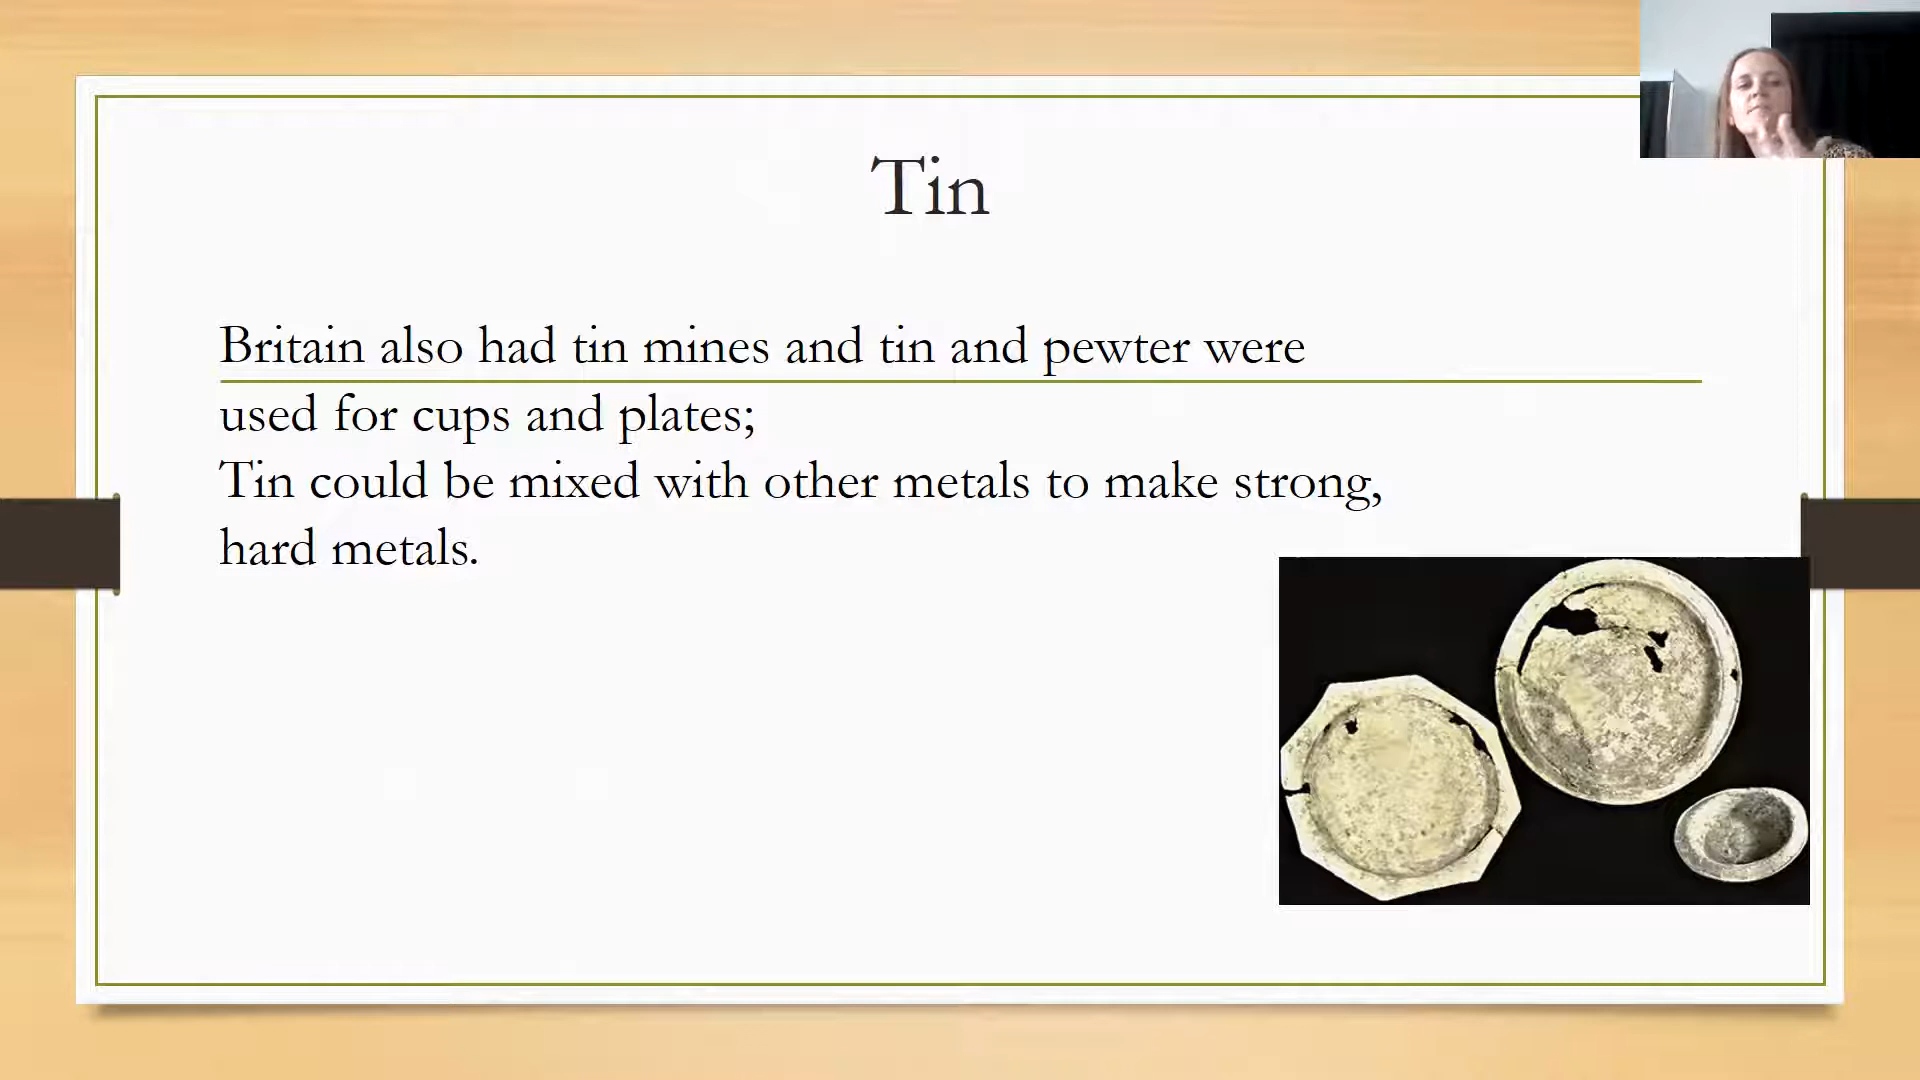 Tin
Britain also had tin mines and tin and pewter were
used for cups and plates;
Tin could be mixed with other metals to make strong,
hard metals.